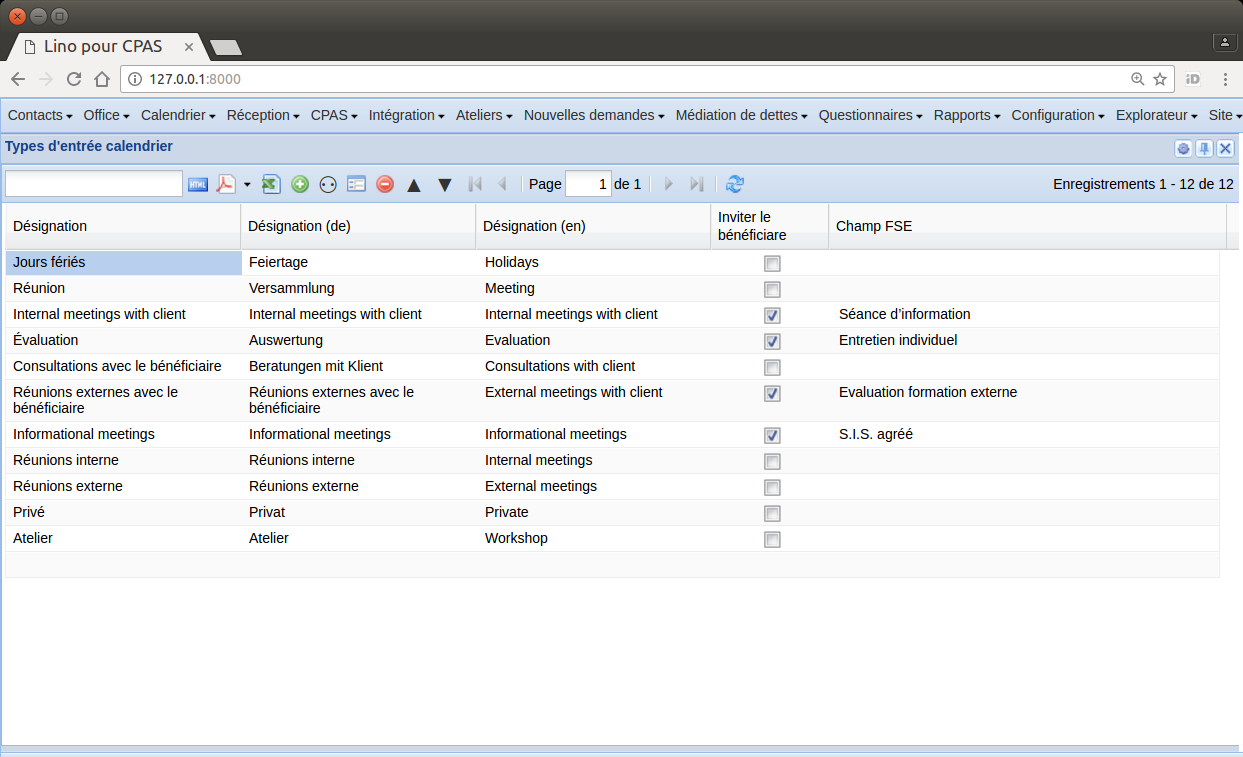 Lino pour CPAS
127.0.0.1:8000
Contacts Office Calendrier Réception CPAS Intégration Ateliers Nouvelles demandes Médiation de dettes Questionnaires Rapports Configuration Explorateur Site
Types d'entrée calendrier
HTML Page 1 de 1 Enregistrements 1 - 12 de 12
Désignation Désignation (de) Désignation (en) Inviter le bénéficiare Champ FSE
Jours fériés Feiertage Holidays
Réunion Versammlung Meeting
Internal meetings with client Internal meetings with client Internal meetings with client Séance d’information
Évaluation Auswertung Evaluation Entretien individuel
Consultations avec le bénéficiaire Beratungen mit Klient Consultations with client
Réunions externes avec le Réunions externes avec le External meetings with client Evaluation formation externe
bénéficiaire bénéficiaire
Informational meetings Informational meetings Informational meetings S.I.S. agréé
Réunions interne Réunions interne Internal meetings
Réunions externe Réunions externe External meetings
Privé Privat Private
Atelier Atelier Workshop